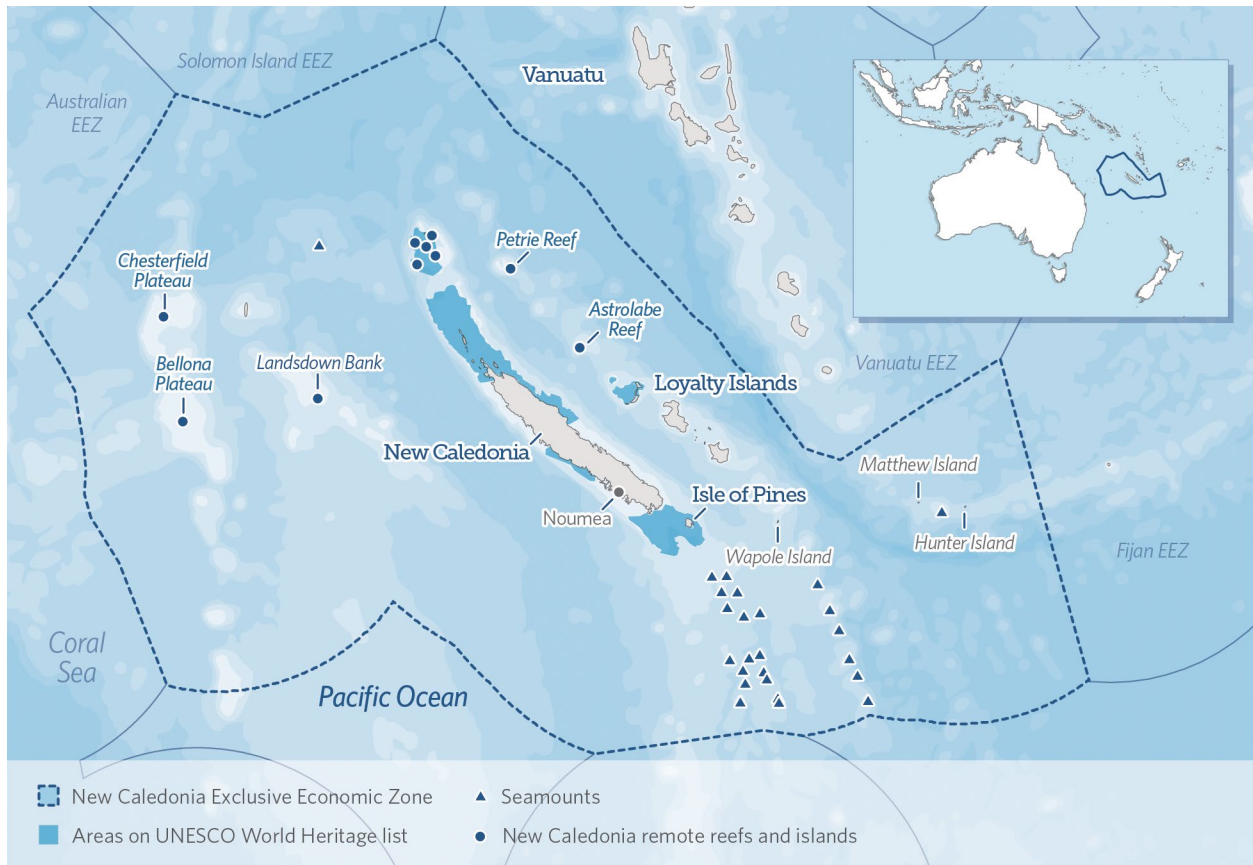 Solomon Island EEZ
Vanuatu
Australian
EEZ
Petrie Reef
Chesterfield
Plateau
Astrolabe
Reef
Bellona
Plateau
Landsdown Bank
Vanuatu EEZ
Loyalty Islands
New Caledonia
Matthew Island
Isle of Pines
Noumea
Hunter Island
Wapole Island
Fijan EEZ
Coral
Sea
Pacific Ocean
New Caledonia Exclusive Economic Zone
Seamounts
Areas on UNESCO World Heritage list
New Caledonia remote reefs and islands